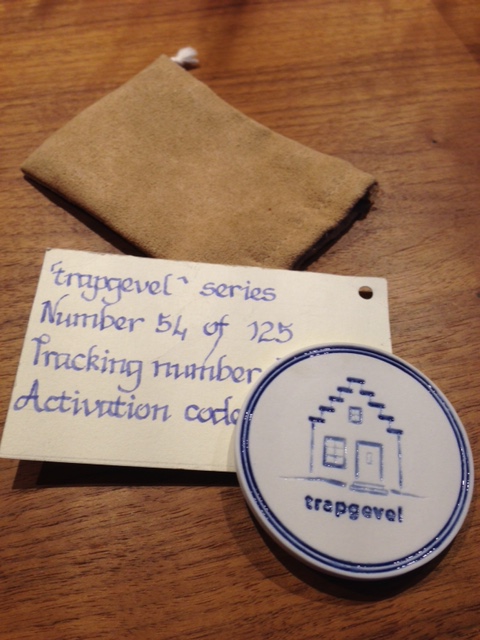 "trapgevel" series
Number 54 of 125
Tracking number
Activation code
trapgevel